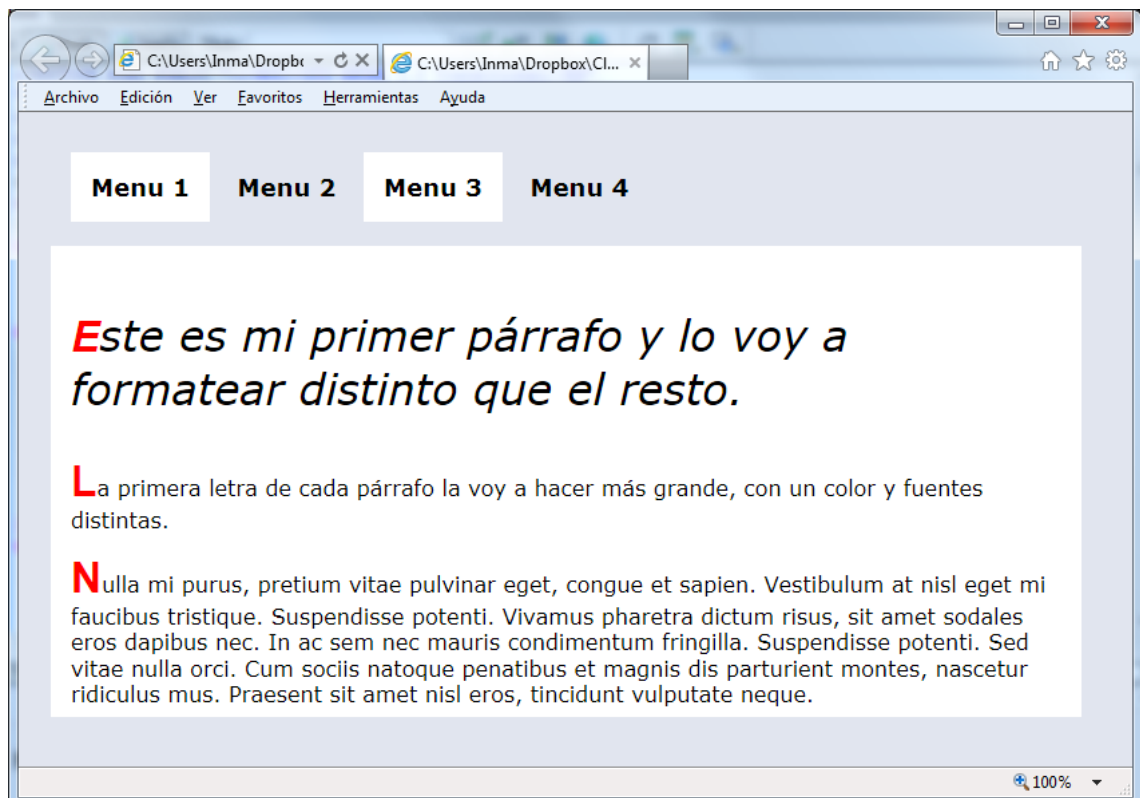 C:\Users\Inma\Dropbc
C:\Users\Inma\Dropbox\Cl...
Archivo Edición Ver Favoritos Herramientas Ayuda
Menu 1 Menu 2 Menu 3 Menu 4
Este es mi primer párrafo y lo voy a
formatear distinto que el resto.
La primera letra de cada párrafo la voy a hacer más grande, con un color y fuentes
distintas.
Nulla mi purus, pretium vitae pulvinar eget, congue et sapien. Vestibulum at nisl eget mi
faucibus tristique. Suspendisse potenti. Vivamus pharetra dictum risus, sit amet sodales
eros dapibus nec. In ac sem nec mauris condimentum fringilla. Suspendisse potenti. Sed
vitae nulla orci. Cum sociis natoque penatibus et magnis dis parturient montes, nascetur
ridiculus mus. Praesent sit amet nisl eros, tincidunt vulputate neque.
100%